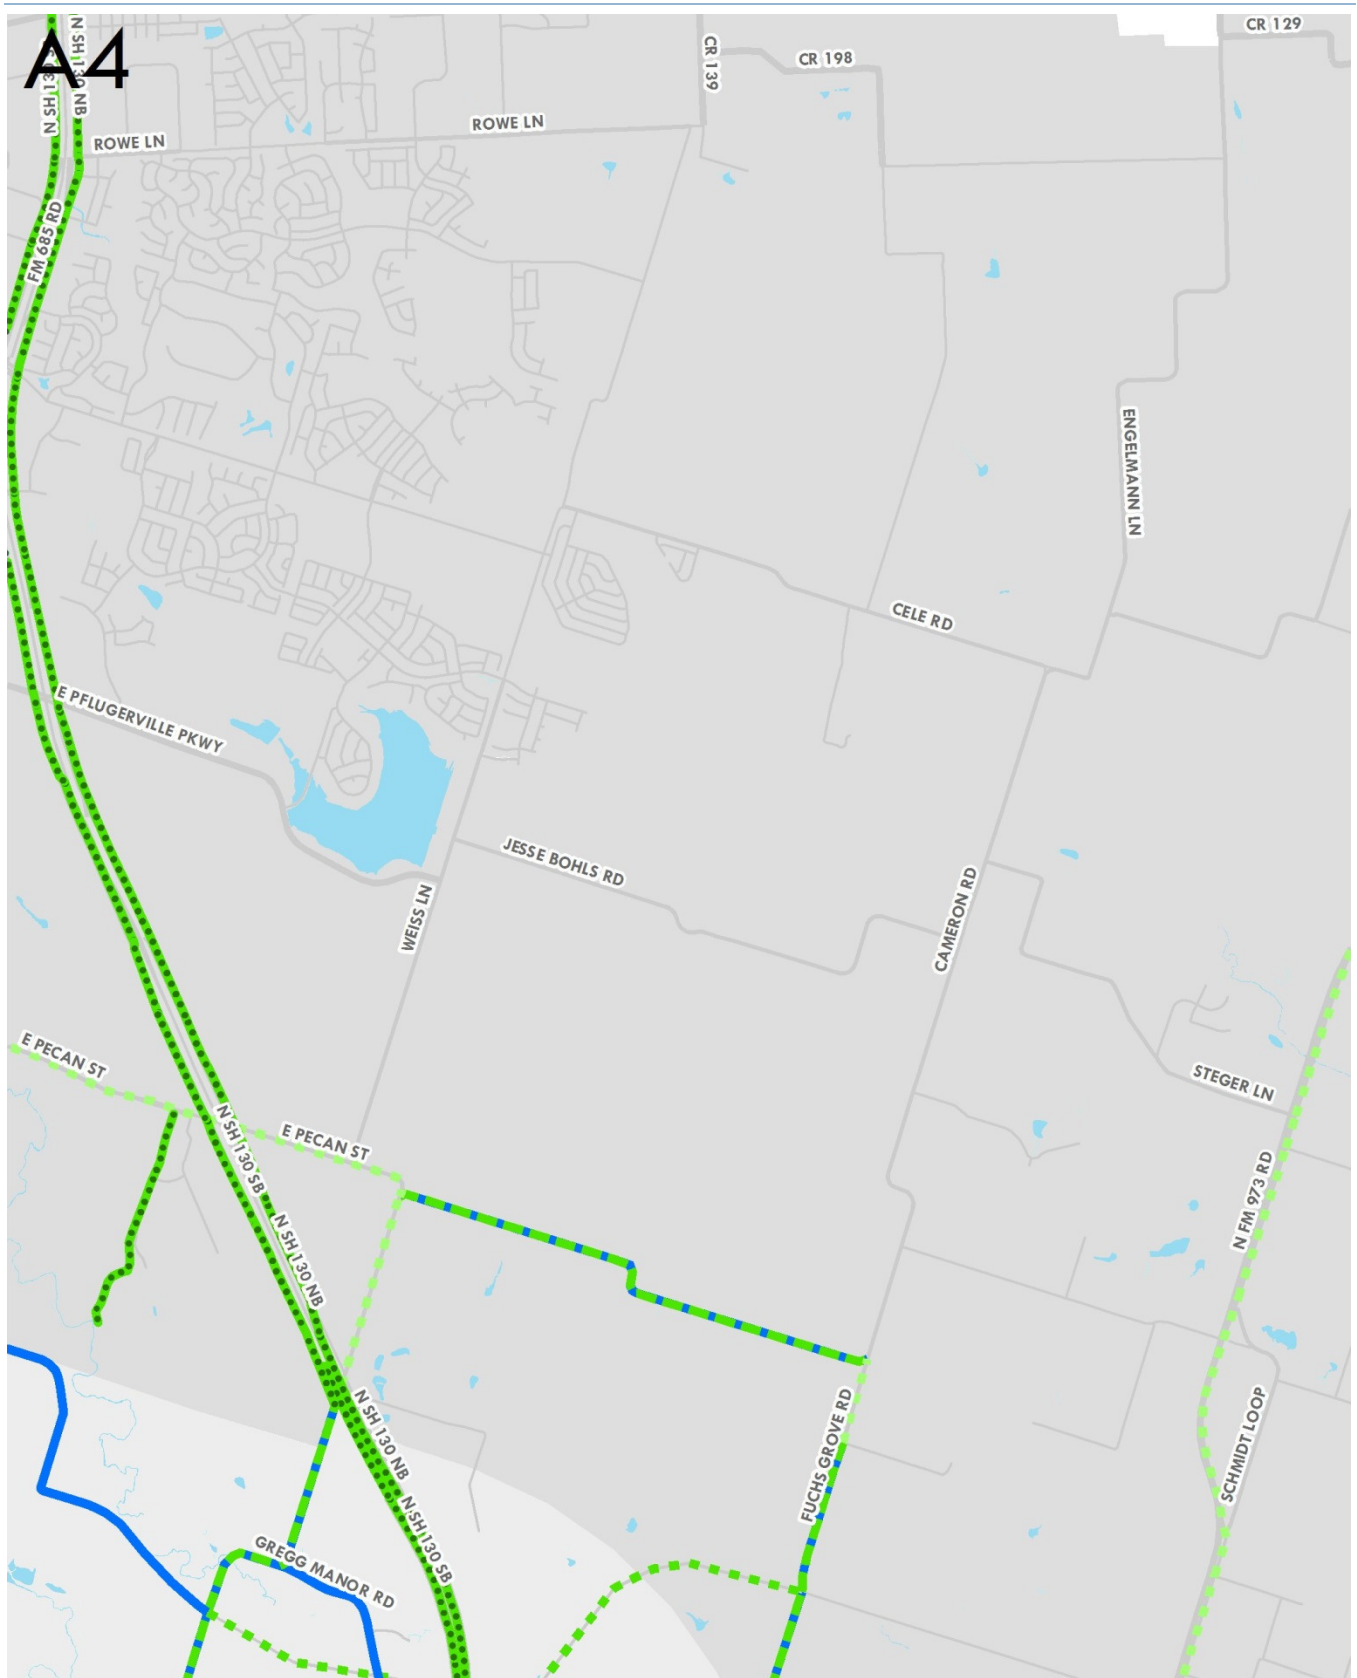 A4
N SH 130 NB
N SH 130 S
CR 139
CR 198
CR 129
ROWE LN
ROWE LN
FM 685 RD
ENGELMANN LN
CELE RD
E PFLUGERVILLE PKWY
JESSE BOHLS RD
WEISS LN
CAMERON RD
E PECAN ST
STEGER LN
E PECAN ST
N SH 130 SB
N FM 973 RD
N SH 130 NB
N SH 130 NB
FUCHS GROVE RD
SCHMIDT LOOP
N SH 130 SB
GREGG MANOR RD